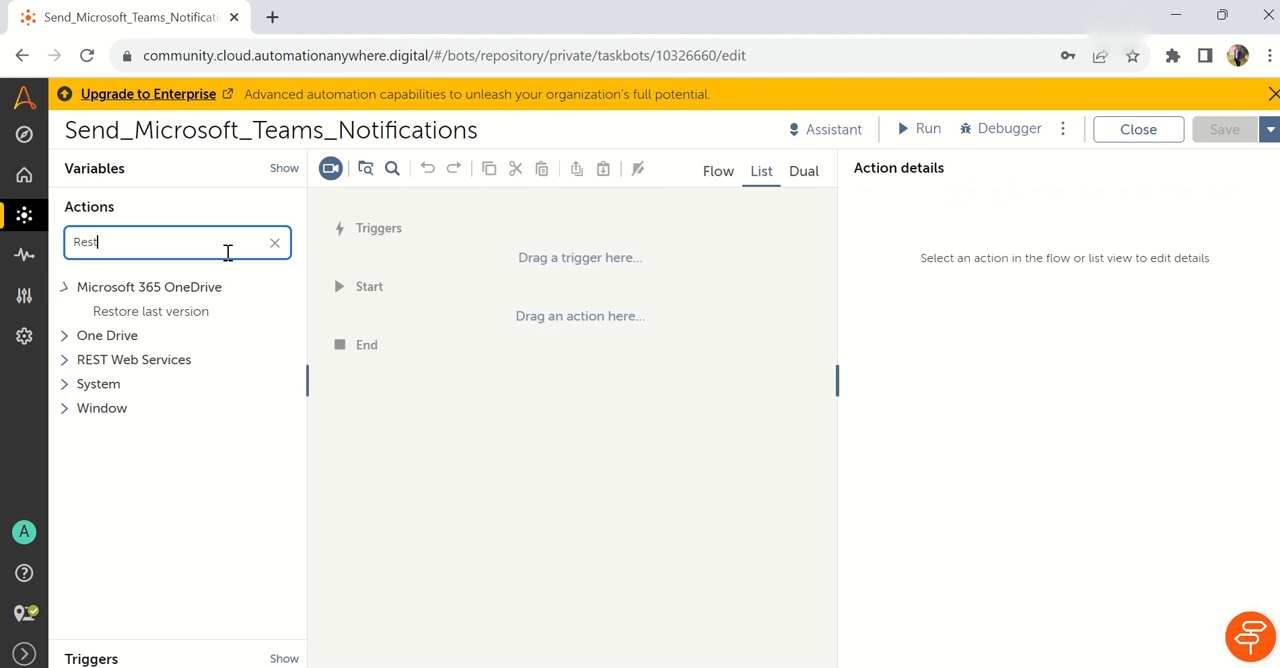 Send_Microsoft_Teams_Notificati
community.cloud.automationanywhere.digital/#/bots/repository/private/taskbots/10326660/edit
Upgrade to Enterprise Advanced automation capabilities to unleash your organization's full potential.
Send_Microsoft_Teams_Notifications
Assistant
Run
Debugger
Close
Save
Variables
Show
Flow
List
Dual
Action details
Actions
Rest
Triggers
Drag a trigger here...
Select an action in the flow or list view to edit details
Microsoft 365 OneDrive
Start
Restore last version
Drag an action here...
One Drive
End
REST Web Services
System
Window
A
Triggers
Show